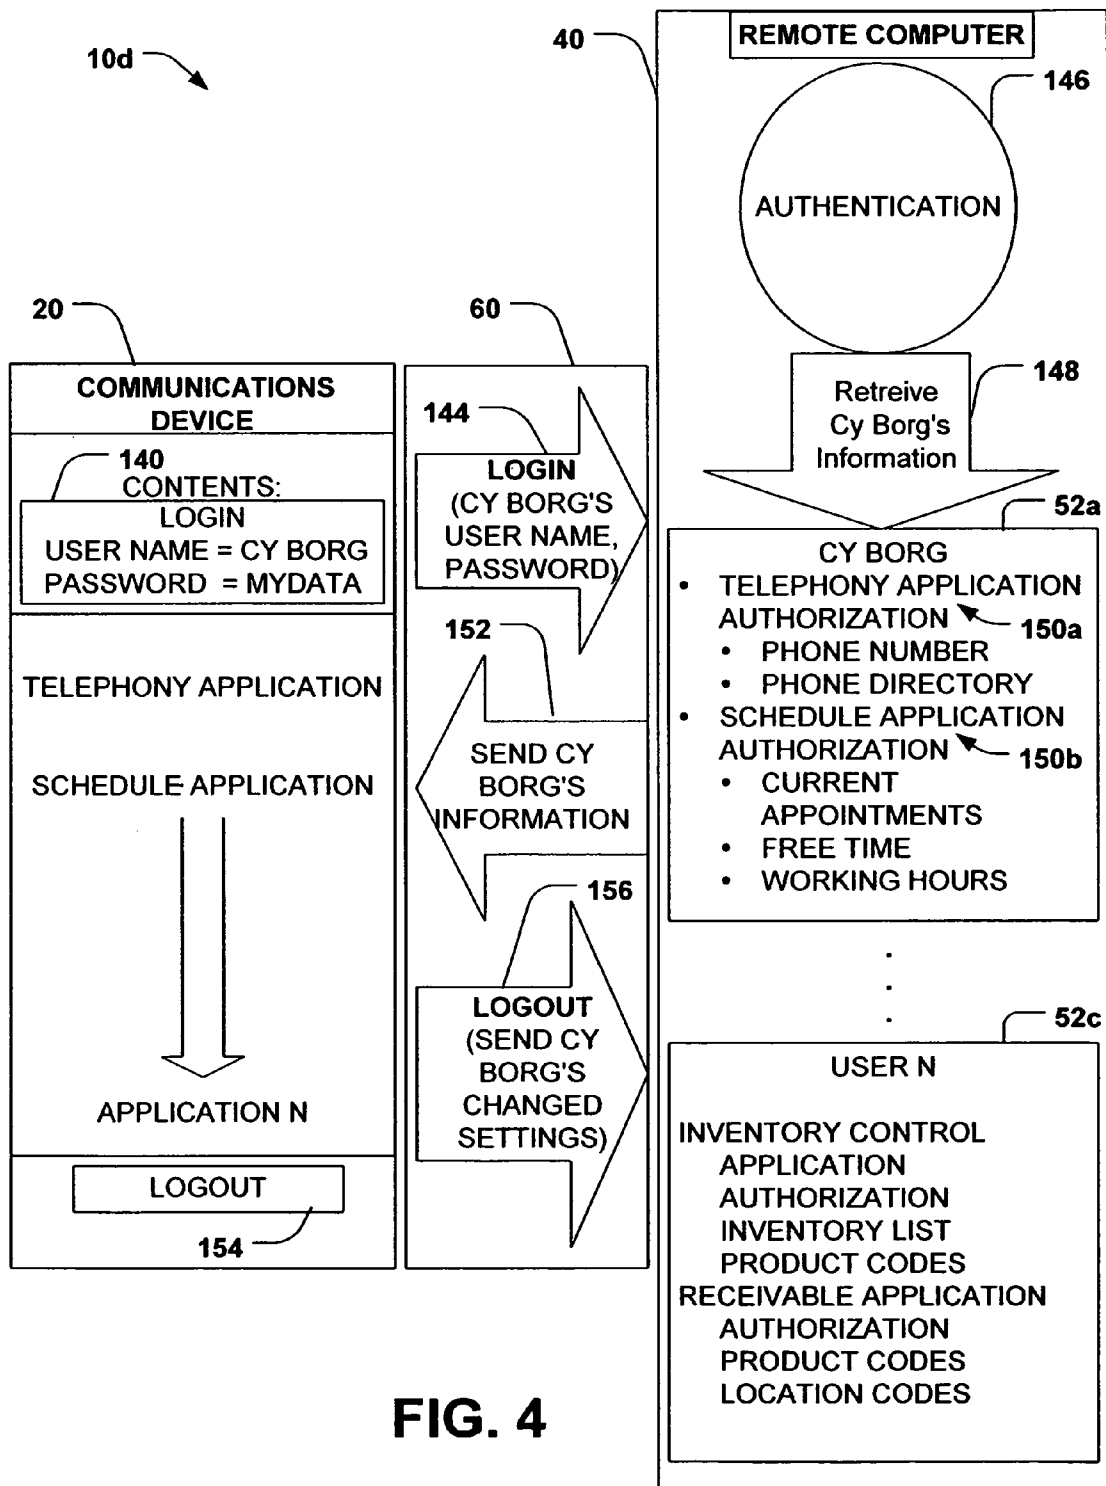 10d
40
REMOTE COMPUTER
146
AUTHENTICATION
148
Retreive
Cy Borg's
Information
20
COMMUNICATIONS
DEVICE
140
CONTENTS:
LOGIN
USER NAME = CY BORG
PASSWORD = MYDATA
TELEPHONY APPLICATION
SCHEDULE APPLICATION
APPLICATION N
LOGOUT
154
60
144
LOGIN
(CY BORG'S
USER NAME,
PASSWORD)
152
SEND CY
BORG'S
INFORMATION
156
LOGOUT
(SEND CY
BORG'S
CHANGED
SETTINGS)
52a
CY BORG
• TELEPHONY APPLICATION
AUTHORIZATION 150a
• PHONE NUMBER
• PHONE DIRECTORY
• SCHEDULE APPLICATION
AUTHORIZATION 150b
• CURRENT
APPOINTMENTS
• FREE TIME
• WORKING HOURS
52c
USER N
INVENTORY CONTROL
APPLICATION
AUTHORIZATION
INVENTORY LIST
PRODUCT CODES
RECEIVABLE APPLICATION
AUTHORIZATION
PRODUCT CODES
LOCATION CODES
FIG. 4